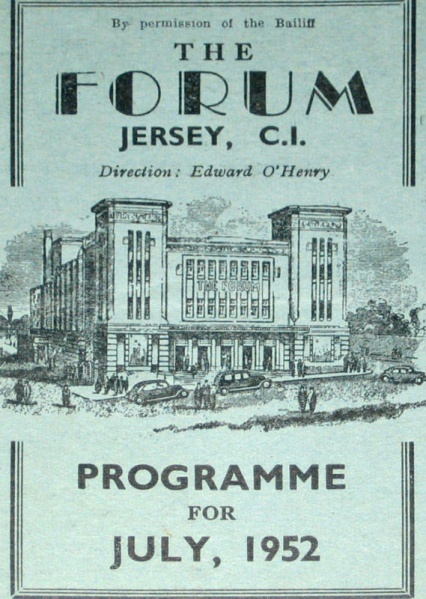 By permission of the Bailiff
THE
FORUM
JERSEY, C.I.
Direction: Edward O'Henry
THE FORUM
PROGRAMME
FOR
JULY, 1952